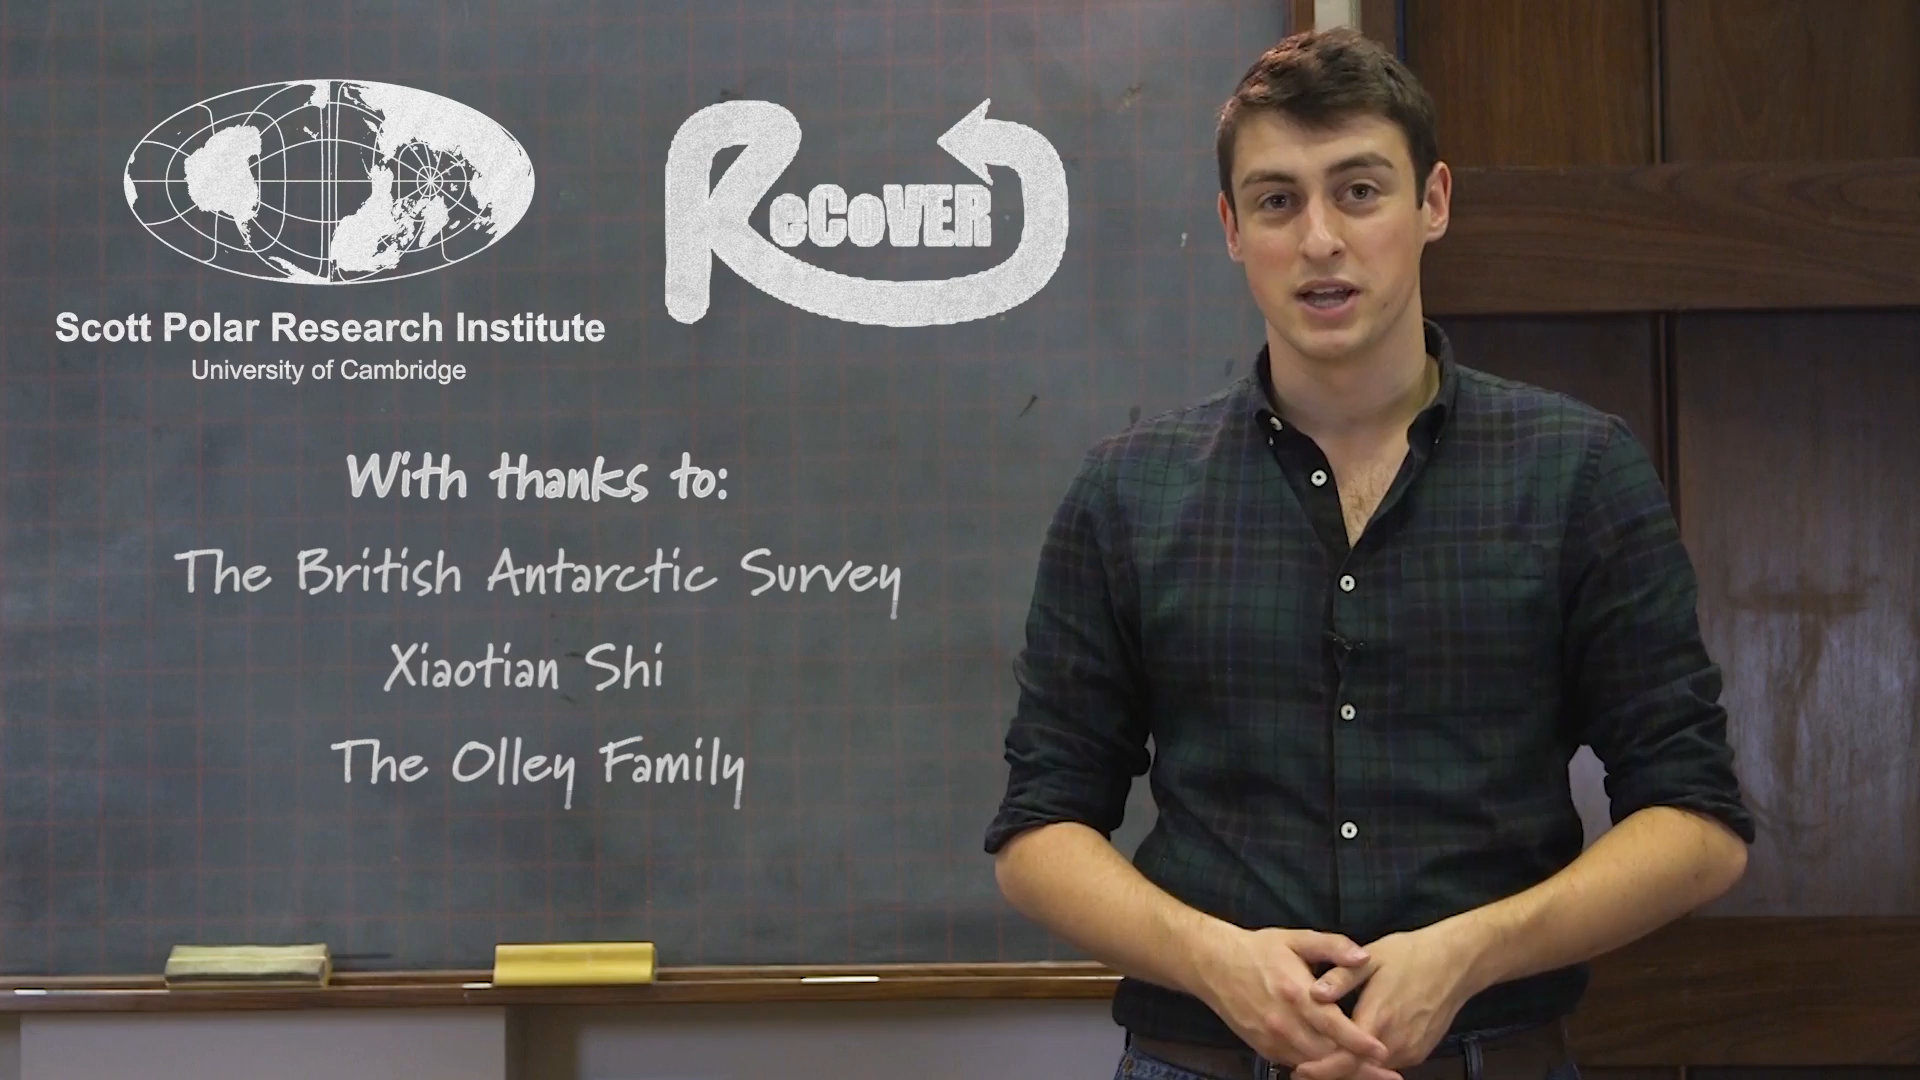 Scott Polar Research Institute
University of Cambridge
ReCoVER
With thanks to:
The British Antarctic Survey
Xiaotian Shi
The Olley Family